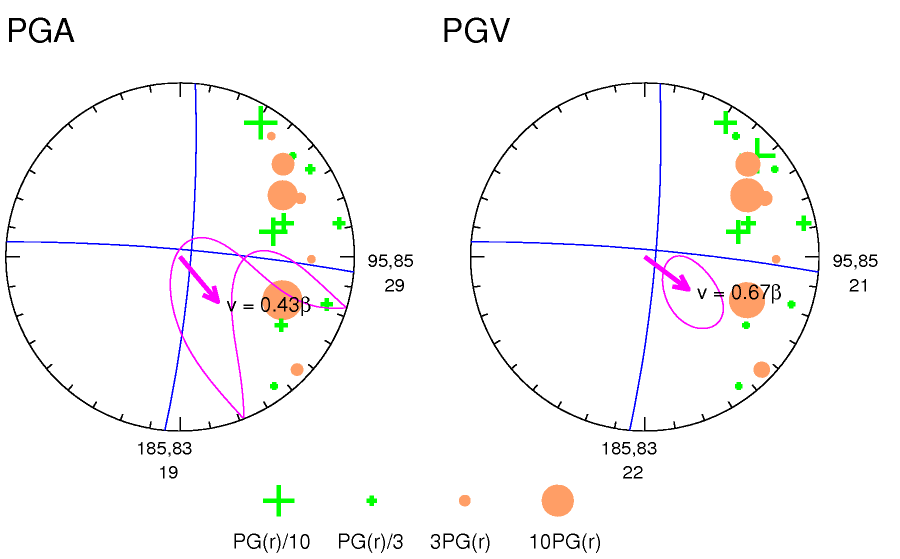 PGA PGV
v = 0.43β v = 0.67β
95,85 95,85
29 21
185,83 185,83
19 22
PG(r)/10 PG(r)/3 3PG(r) 10PG(r)